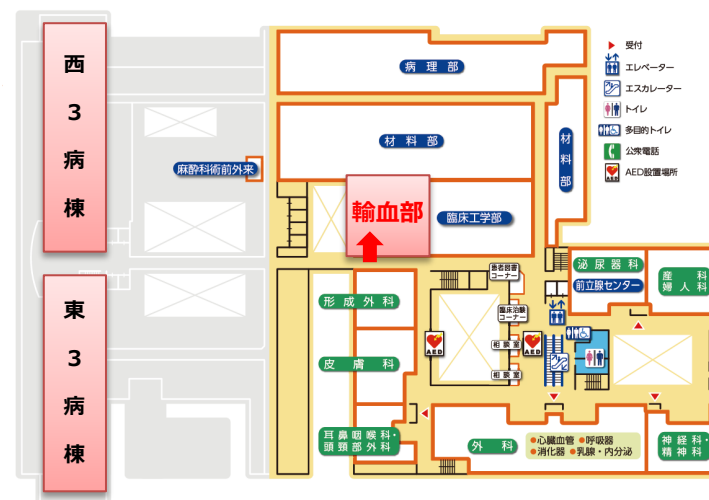 西3病棟
東3病棟
病理部
材料部
麻酔科術前外来
輸血部
臨床工学部
材料部
受付
エレベーター
エスカレーター
トイレ
多目的トイレ
公衆電話
AED
AED設置場所
泌尿器科
前立腺センター
産科
婦人科
患者図書
コーナー
臨床治験
コーナー
相談室
相談室
AED
AED
形成外科
皮膚科
耳鼻咽喉科・
頭頸部外科
外科
●心臓血管 ●呼吸器
●消化器 ●乳腺・内分泌
神経科・
精神科